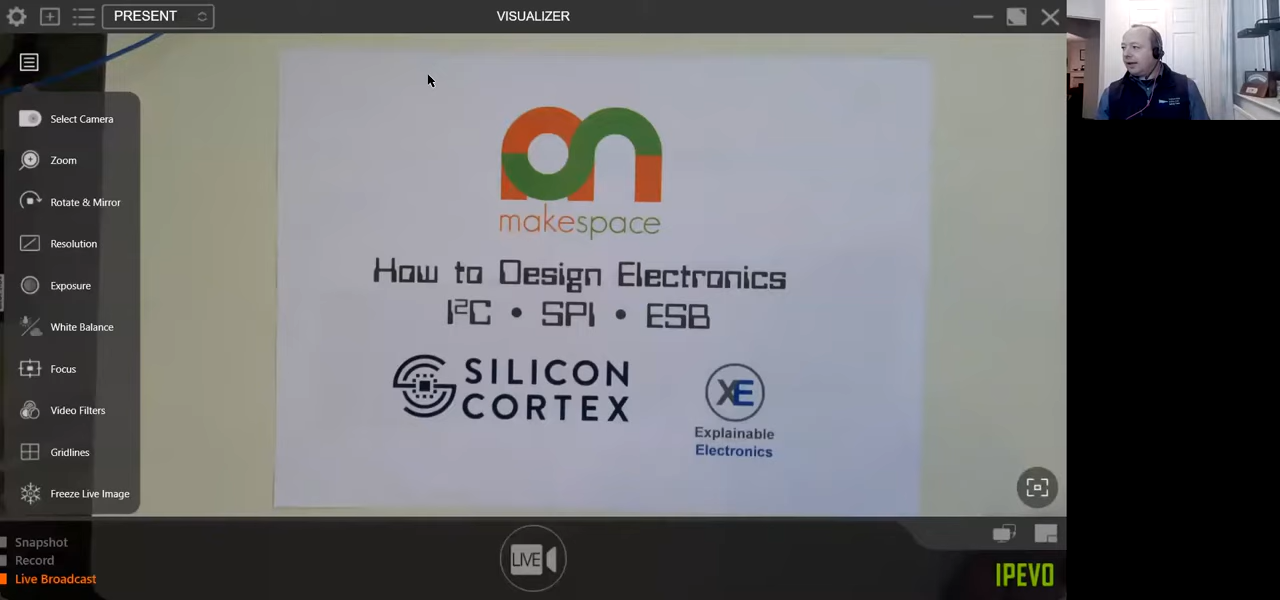 PRESENT
VISUALIZER
Select Camera
Zoom
Rotate & Mirror
Resolution
Exposure
White Balance
Focus
Video Filters
Gridlines
Freeze Live Image
makespace
How to Design Electronics
I²C • SPI • ESB
SILICON
CORTEX
XE
Explainable
Electronics
Snapshot
Record
Live Broadcast
LIVE
IPEVO